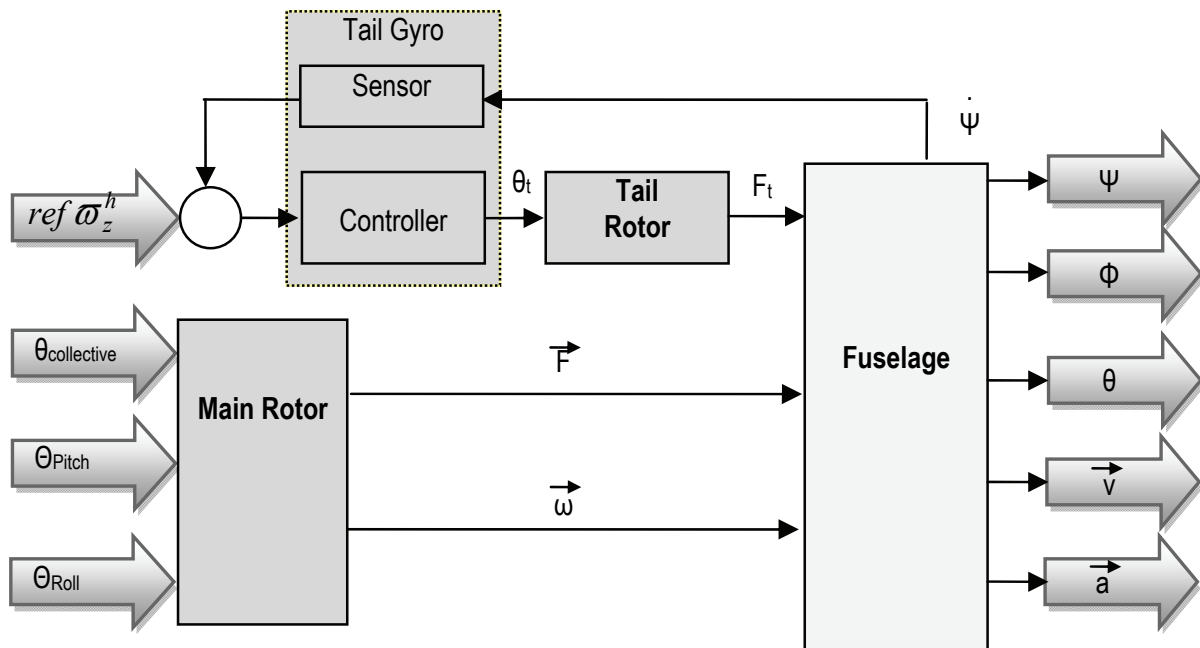 Tail Gyro
Sensor
Ψ̇
ref ϖ_z^h
Controller
θt
Tail
Rotor
Ft
Ψ
Φ
θcollective
ΘPitch
ΘRoll
Main Rotor
F⃗
ω⃗
Fuselage
θ
v⃗
a⃗